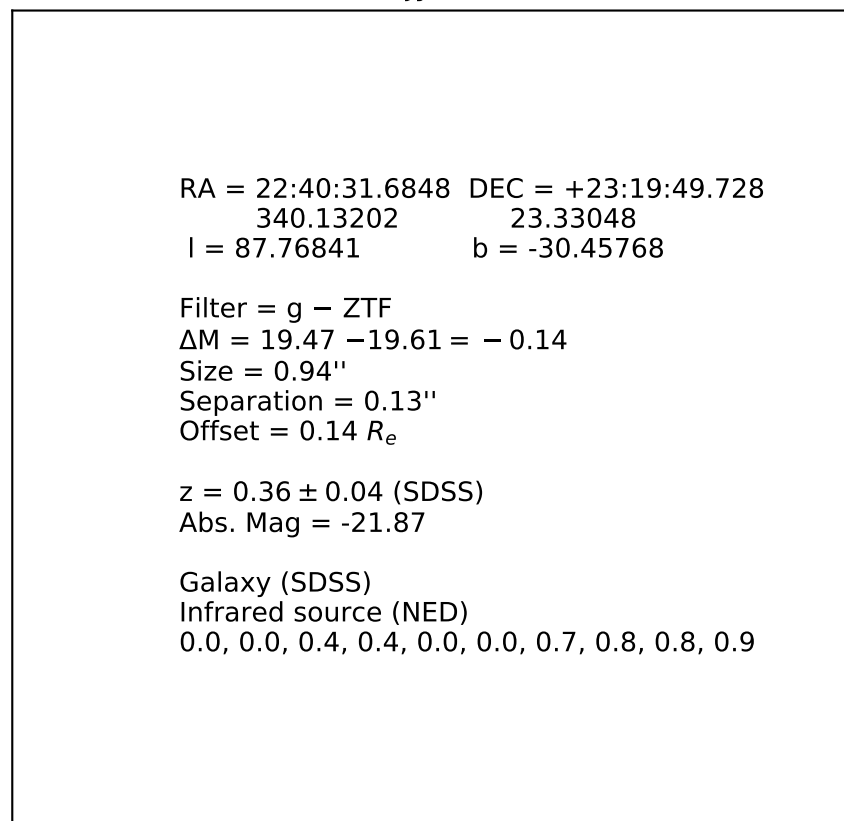 RA = 22:40:31.6848 DEC = +23:19:49.728
340.13202 23.33048
l = 87.76841 b = -30.45768
Filter = g − ZTF
ΔM = 19.47 −19.61 = − 0.14
Size = 0.94''
Separation = 0.13''
Offset = 0.14 Rₑ
z = 0.36 ± 0.04 (SDSS)
Abs. Mag = -21.87
Galaxy (SDSS)
Infrared source (NED)
0.0, 0.0, 0.4, 0.4, 0.0, 0.0, 0.7, 0.8, 0.8, 0.9